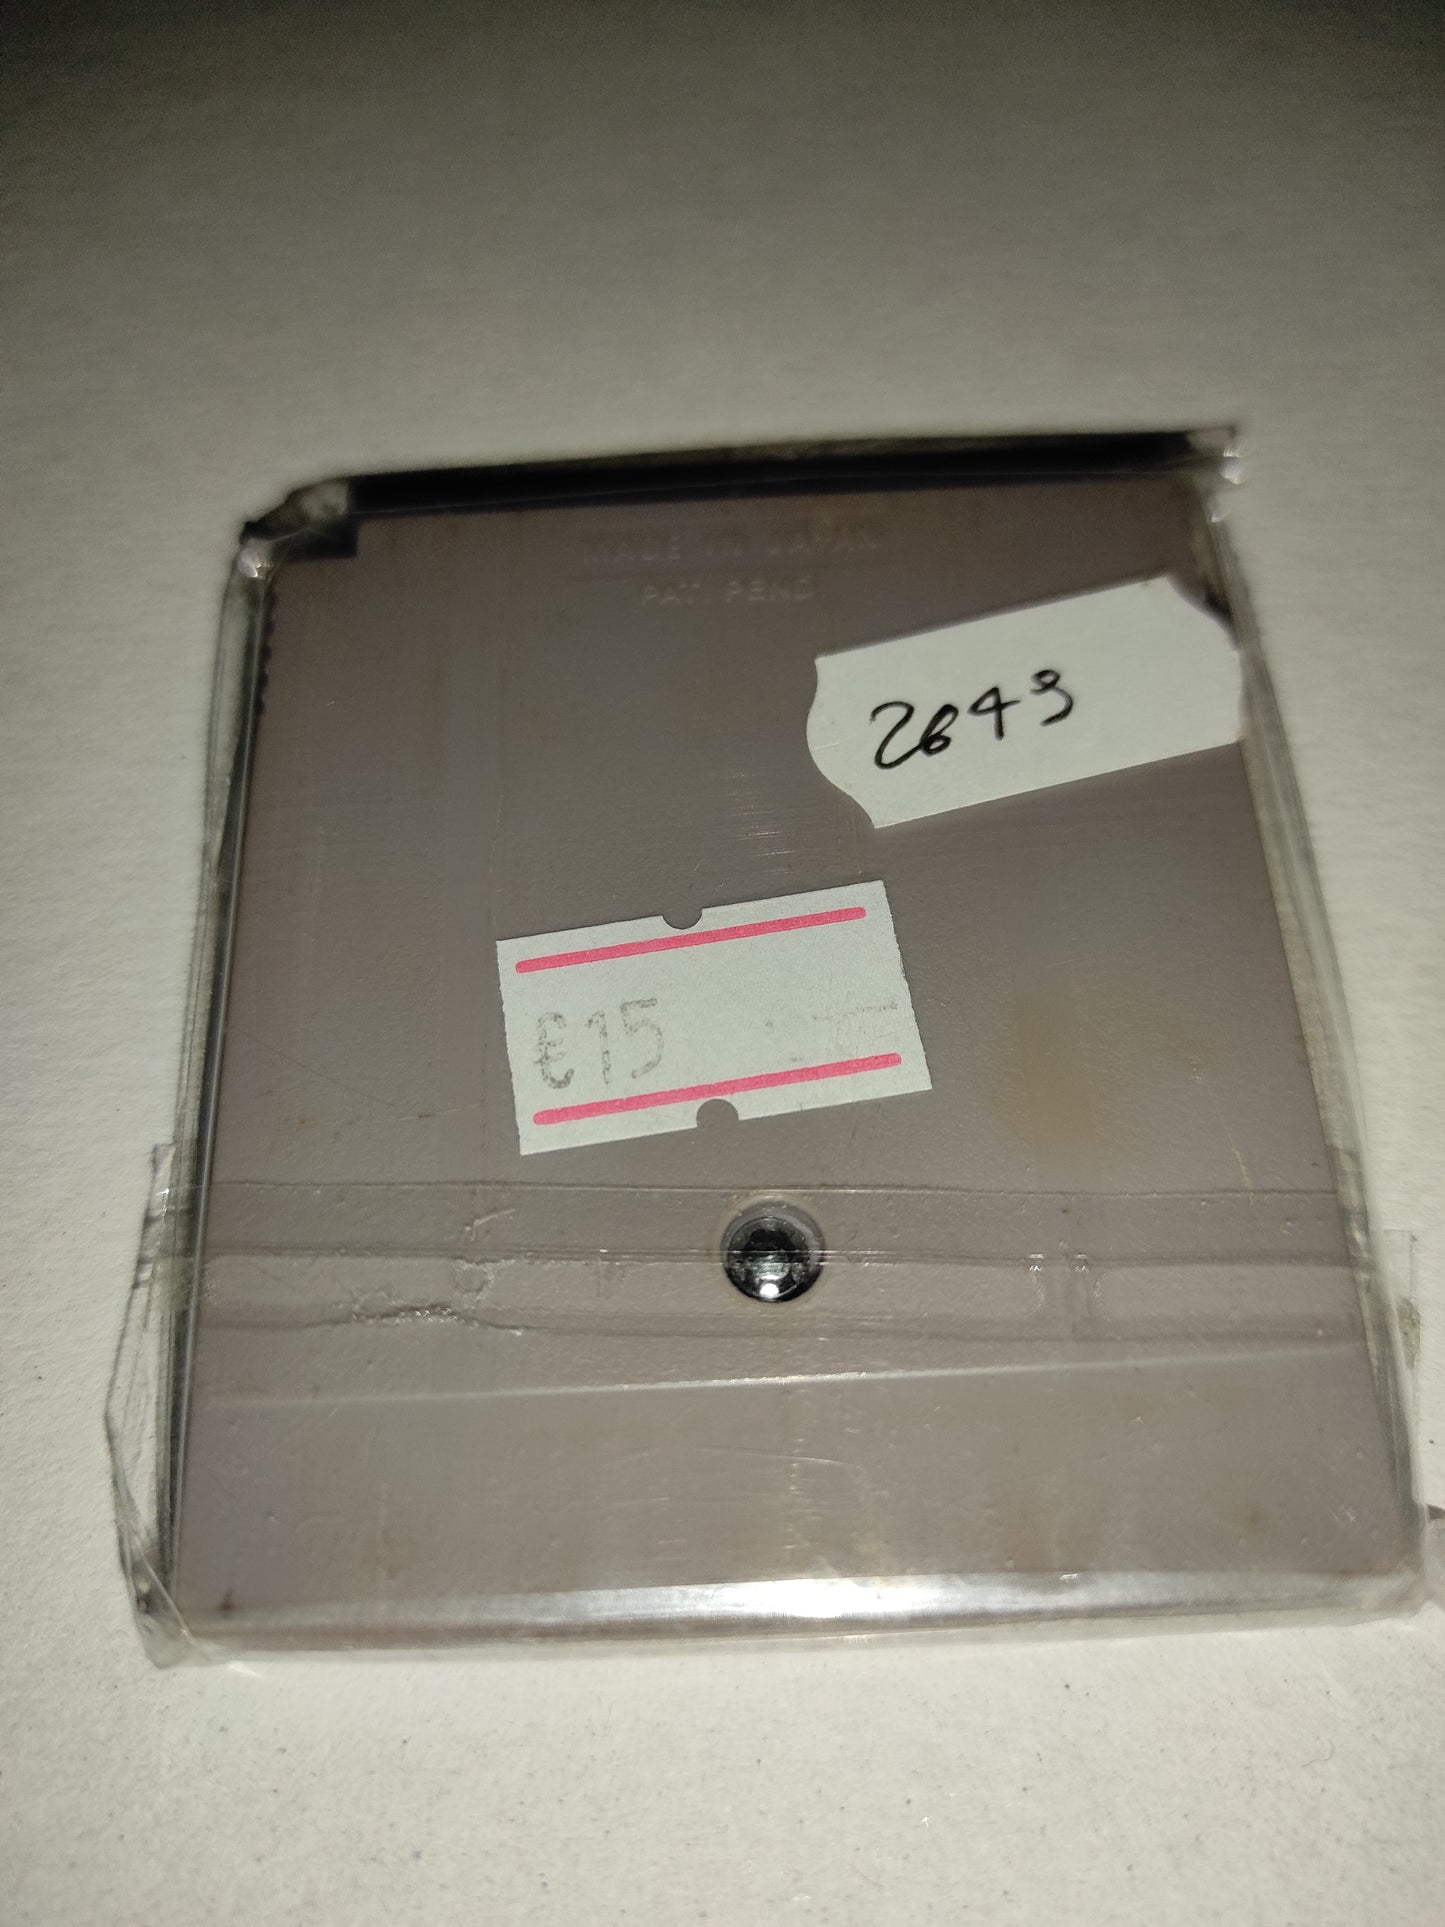 MADE IN JAPAN
PAT. PEND
2649
€15